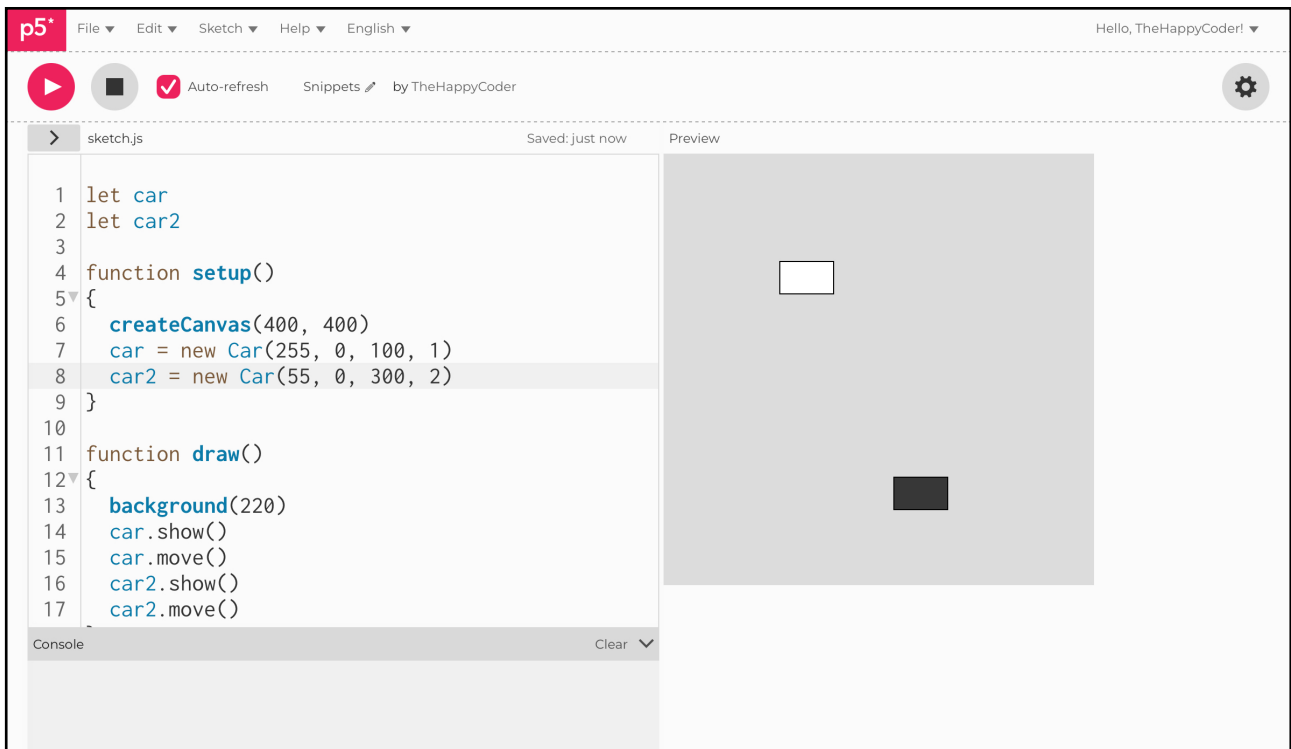 p5* File Edit Sketch Help English Hello, TheHappyCoder!
Auto-refresh Snippets by TheHappyCoder
sketch.js Saved: just now Preview
1 let car
2 let car2
3
4 function setup()
5 {
6 createCanvas(400, 400)
7 car = new Car(255, 0, 100, 1)
8 car2 = new Car(55, 0, 300, 2)
9 }
10
11 function draw()
12 {
13 background(220)
14 car.show()
15 car.move()
16 car2.show()
17 car2.move()
Console Clear